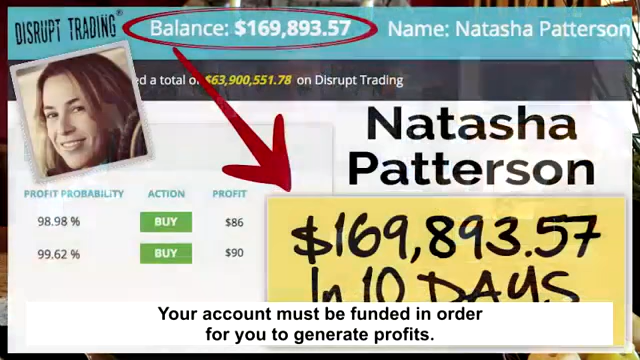 DISRUPT TRADING® Balance: $169,893.57 Name: Natasha Patterson
ed a total of $63,900,551.78 on Disrupt Trading
Natasha
Patterson
PROFIT PROBABILITY ACTION PROFIT
98.98 % BUY $86
99.62 % BUY $90
$169,893.57
In 10 DAYS
Your account must be funded in order
for you to generate profits.